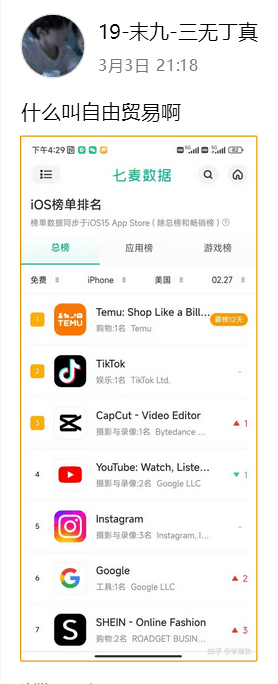 19-末九-三无丁真
3月3日 21:18
什么叫自由贸易啊
下午4:29
七麦数据
iOS榜单排名
榜单数据同步于iOS15 App Store ( 除总榜和畅销榜 )
总榜 应用榜 游戏榜
免费 iPhone 美国 02.27
1 Temu: Shop Like a Bill... 霸榜12天
购物:1名 Temu
2 TikTok -
娱乐:1名 TikTok Ltd.
3 CapCut - Video Editor 1
摄影与录像:1名 Bytedance ...
4 YouTube: Watch, Liste... 1
摄影与录像:2名 Google LLC
5 Instagram -
摄影与录像:3名 Instagram, I...
6 Google 2
工具:1名 Google LLC
7 SHEIN - Online Fashion 3
购物:2名 ROADGET BUSIN...